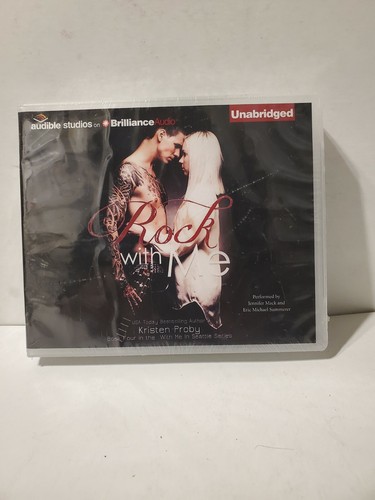 audible studios on Brilliance Audio
Unabridged
Rock
with Me
Performed by
Jennifer Mack and
Eric Michael Summerer
USA Today Bestselling Author
Kristen Proby
Book Four in the With Me In Seattle Series